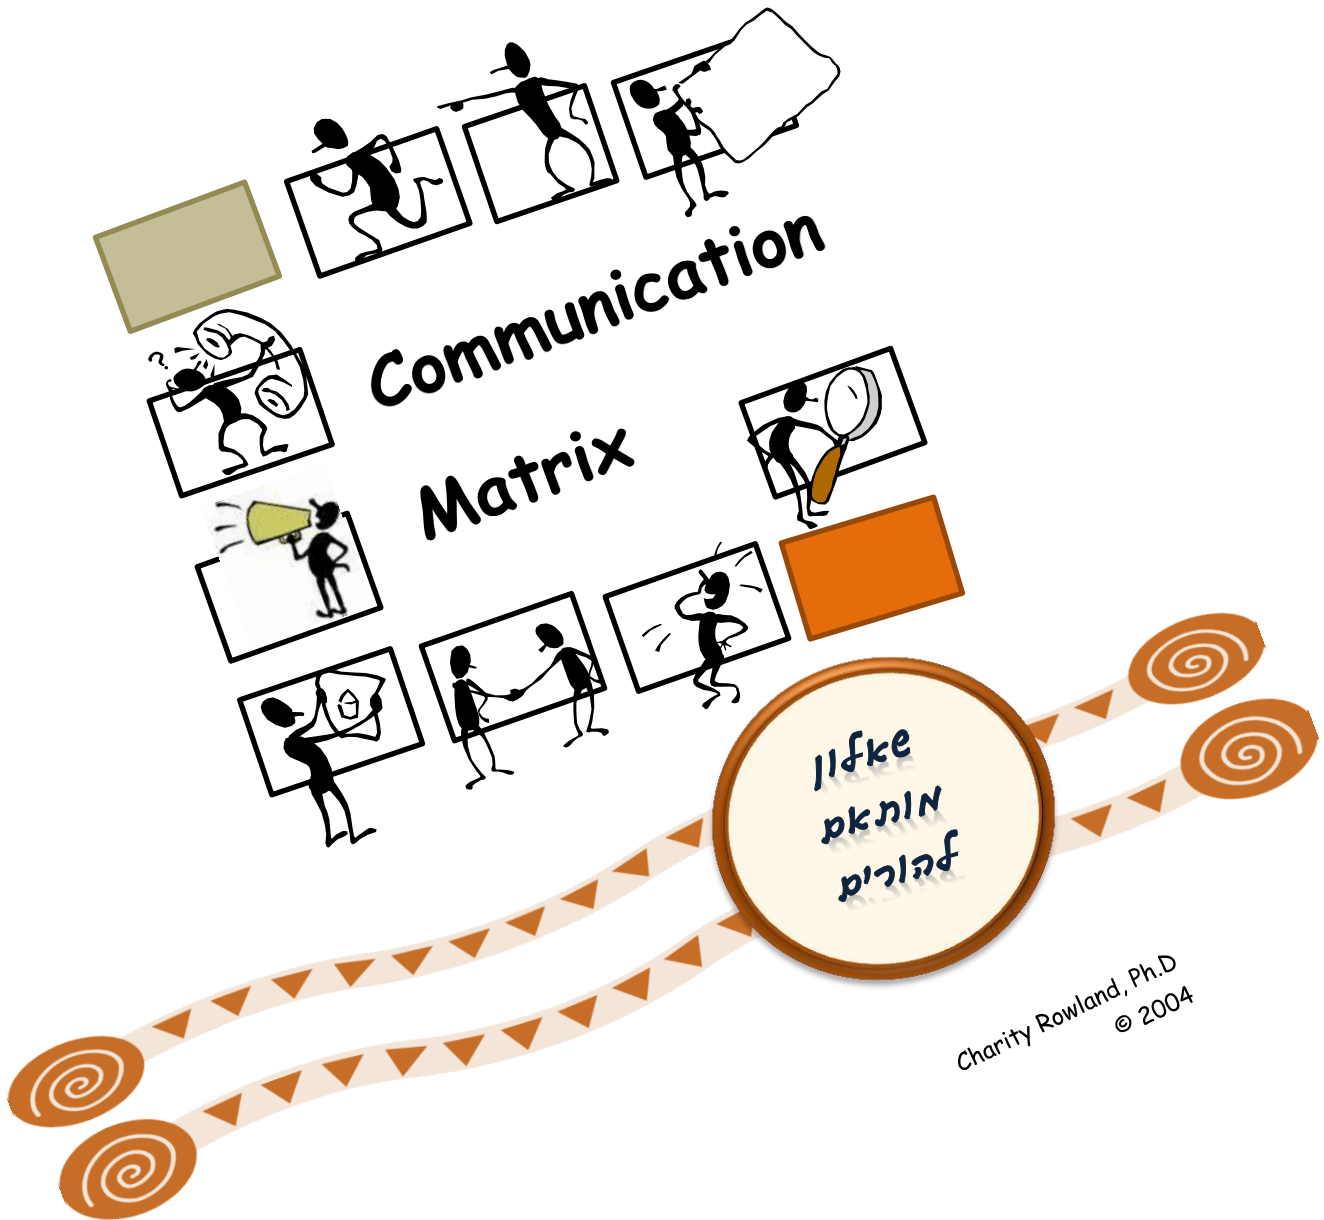 Communication
Matrix
שאלון
מותאם
להורים
Charity Rowland, Ph.D
© 2004
?